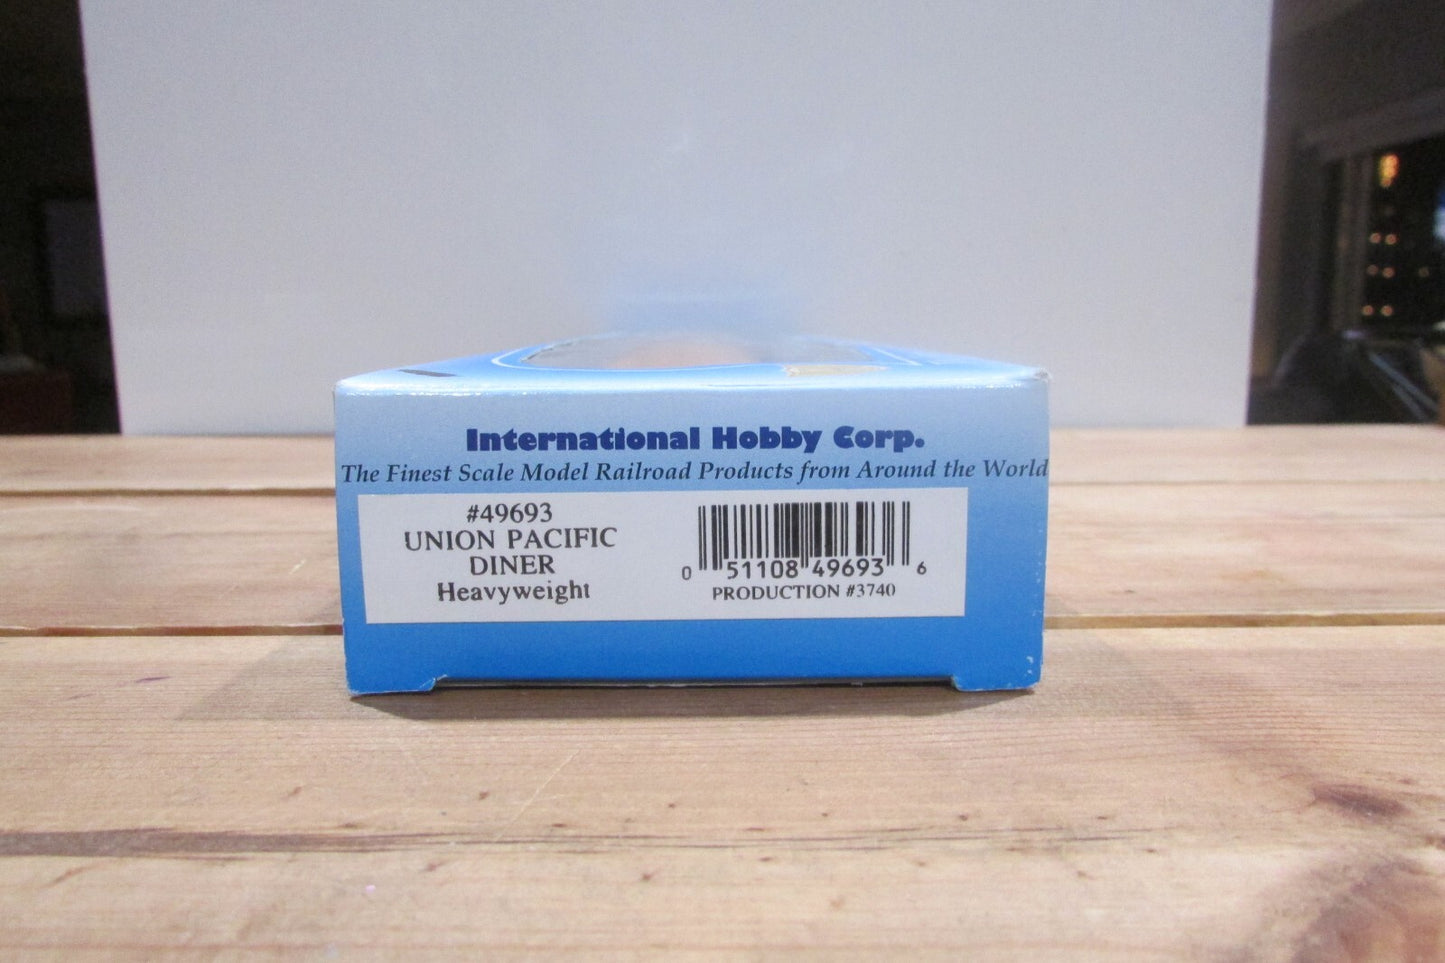 International Hobby Corp.
The Finest Scale Model Railroad Products from Around the World
#49693
UNION PACIFIC
DINER
Heavyweight
0 51108 49693 6
PRODUCTION #3740